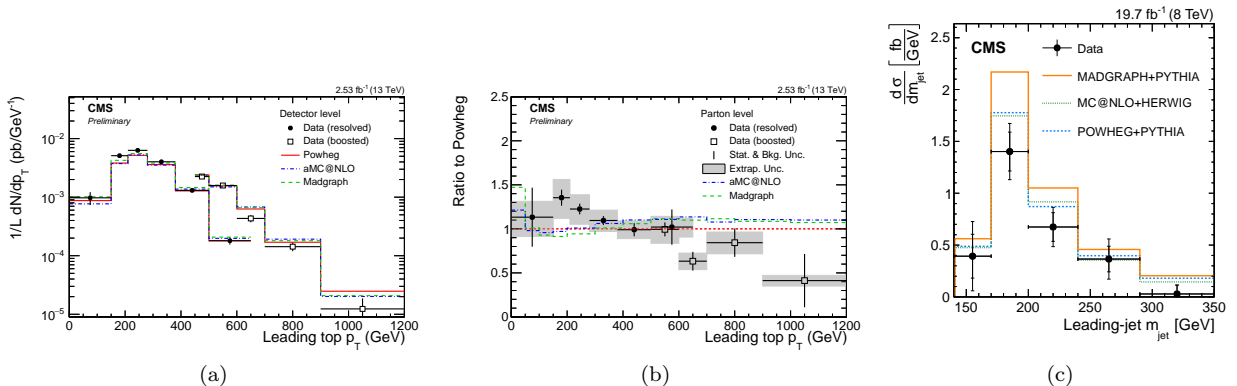 2.53 fb⁻¹ (13 TeV)
CMS
Preliminary
Detector level
Data (resolved)
Data (boosted)
Powheg
aMC@NLO
Madgraph
1/L dN/dp_T (pb/GeV⁻¹)
10⁻²
10⁻³
10⁻⁴
10⁻⁵
0 200 400 600 800 1000 1200
Leading top p_T (GeV)
(a)
2.53 fb⁻¹ (13 TeV)
CMS
Preliminary
Parton level
Data (resolved)
Data (boosted)
Stat. & Bkg. Unc.
Extrap. Unc.
aMC@NLO
Madgraph
Ratio to Powheg
2.5
2
1.5
1
0.5
0
0 200 400 600 800 1000 1200
Leading top p_T (GeV)
(b)
19.7 fb⁻¹ (8 TeV)
CMS
Data
MADGRAPH+PYTHIA
MC@NLO+HERWIG
POWHEG+PYTHIA
dσ/dm_jet [fb/GeV]
2.5
2
1.5
1
0.5
0
150 200 250 300 350
Leading-jet m_jet [GeV]
(c)